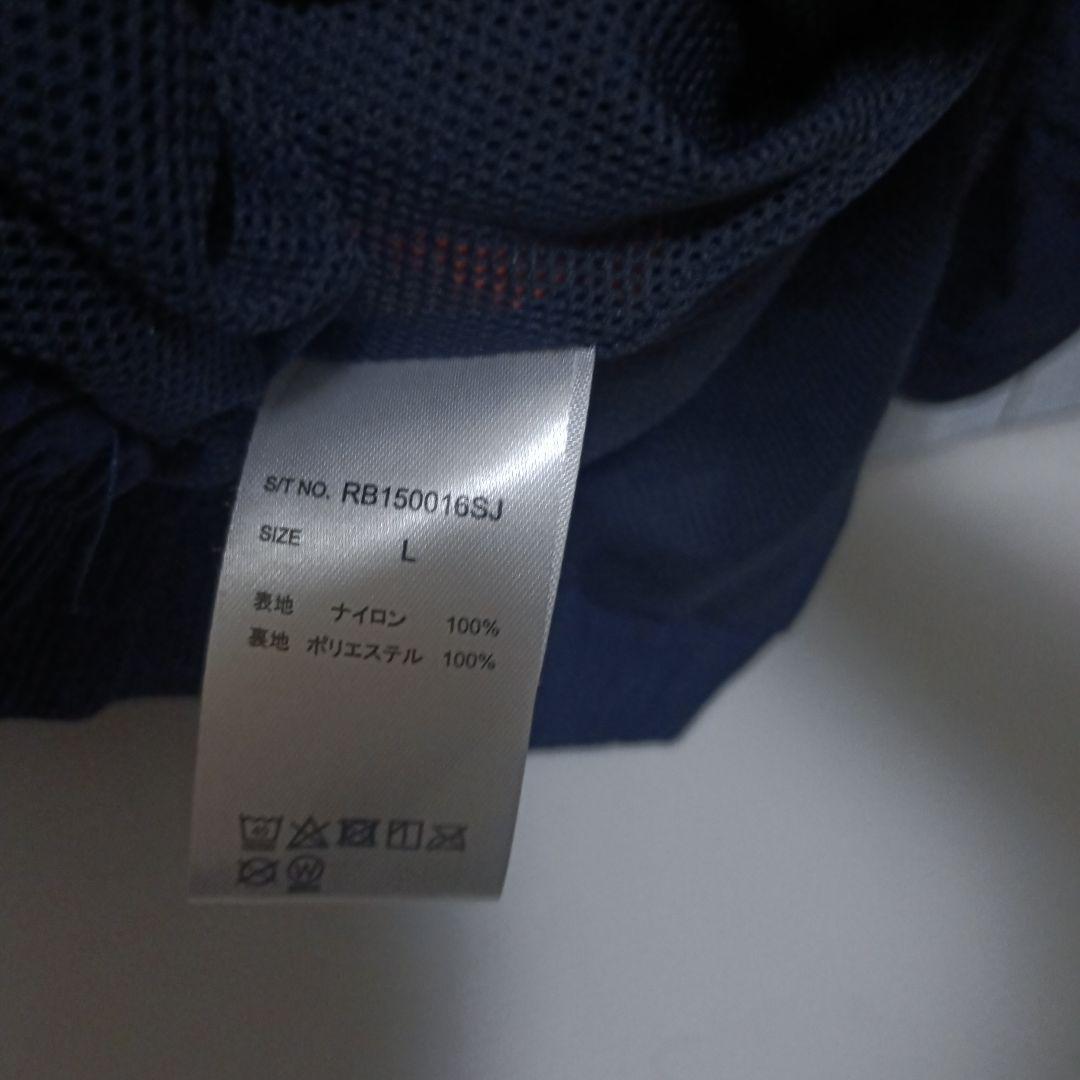 S/T NO. RB150016SJ
SIZE L
表地 ナイロン 100%
裏地 ポリエステル 100%
40
W